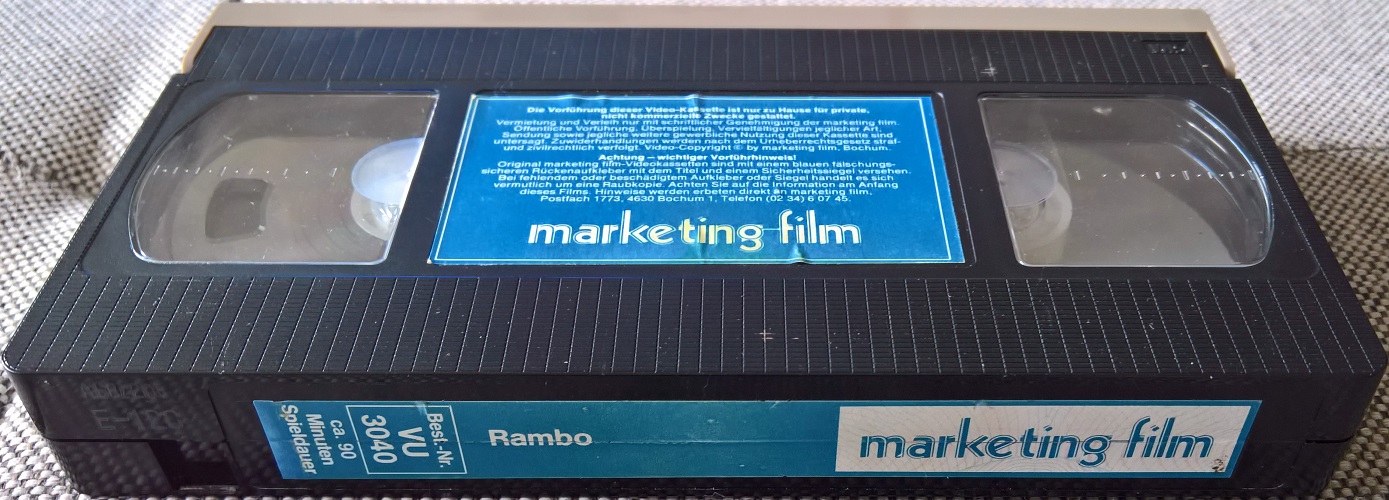 Die Vorführung dieser Video-Kassette ist nur zu Hause für private,
nicht kommerzielle Zwecke gestattet.
Vermietung und Verleih nur mit schriftlicher Genehmigung der marketing film.
Öffentliche Vorführung, Überspielung, Vervielfältigungen jeglicher Art,
Sendung sowie jegliche weitere gewerbliche Nutzung dieser Kassette sind
untersagt. Zuwiderhandlungen werden nach dem Urheberrechtsgesetz straf-
und zivilrechtlich verfolgt. Video-Copyright © by marketing film, Bochum.
Achtung – wichtiger Vorführhinweis!
Original marketing film-Videokassetten sind mit einem blauen fälschungs-
sicheren Rückenaufkleber mit dem Titel und einem Sicherheitssiegel versehen.
Bei fehlendem oder beschädigtem Aufkleber oder Siegel handelt es sich
vermutlich um eine Raubkopie. Achten Sie auf die Information am Anfang
dieses Films. Hinweise werden erbeten direkt an marketing film,
Postfach 1773, 4630 Bochum 1, Telefon (02 34) 6 07 45.
marketing film
E-180
Spieldauer
ca. 90
Minuten
Best.-Nr.
VU
3040
Rambo
marketing film